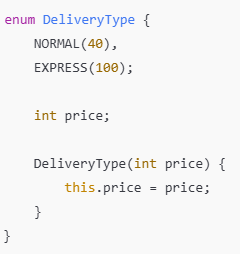 enum DeliveryType {
    NORMAL(40),
    EXPRESS(100);

    int price;

    DeliveryType(int price) {
        this.price = price;
    }
}